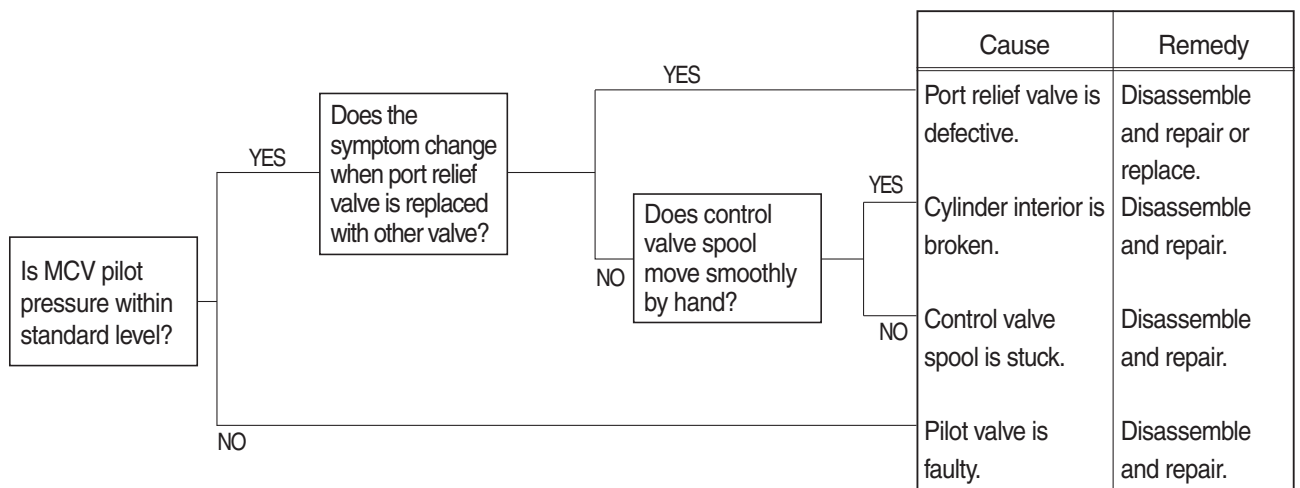 Is MCV pilot
pressure within
standard level?
YES
NO
Does the
symptom change
when port relief
valve is replaced
with other valve?
YES
NO
Does control
valve spool
move smoothly
by hand?
YES
NO
Cause
Remedy
Port relief valve is
defective.
Disassemble
and repair or
replace.
Cylinder interior is
broken.
Disassemble
and repair.
Control valve
spool is stuck.
Disassemble
and repair.
Pilot valve is
faulty.
Disassemble
and repair.